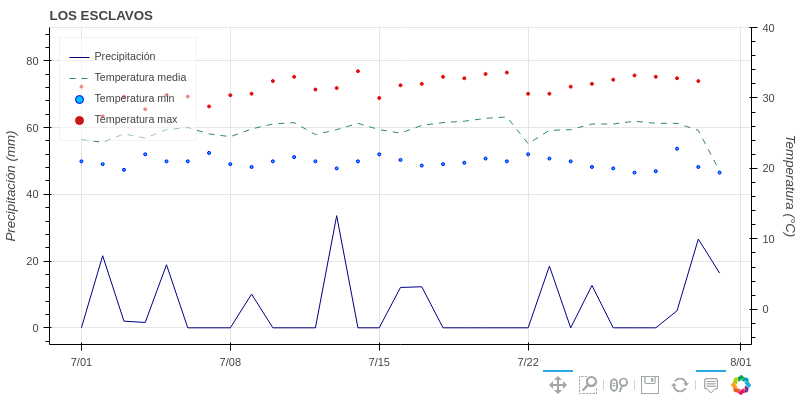 LOS ESCLAVOS
Precipitación
Temperatura media
Temperatura min
Temperatura max
Precipitación (mm)
80
60
40
20
0
Temperatura (°C)
40
30
20
10
0
7/01
7/08
7/15
7/22
8/01